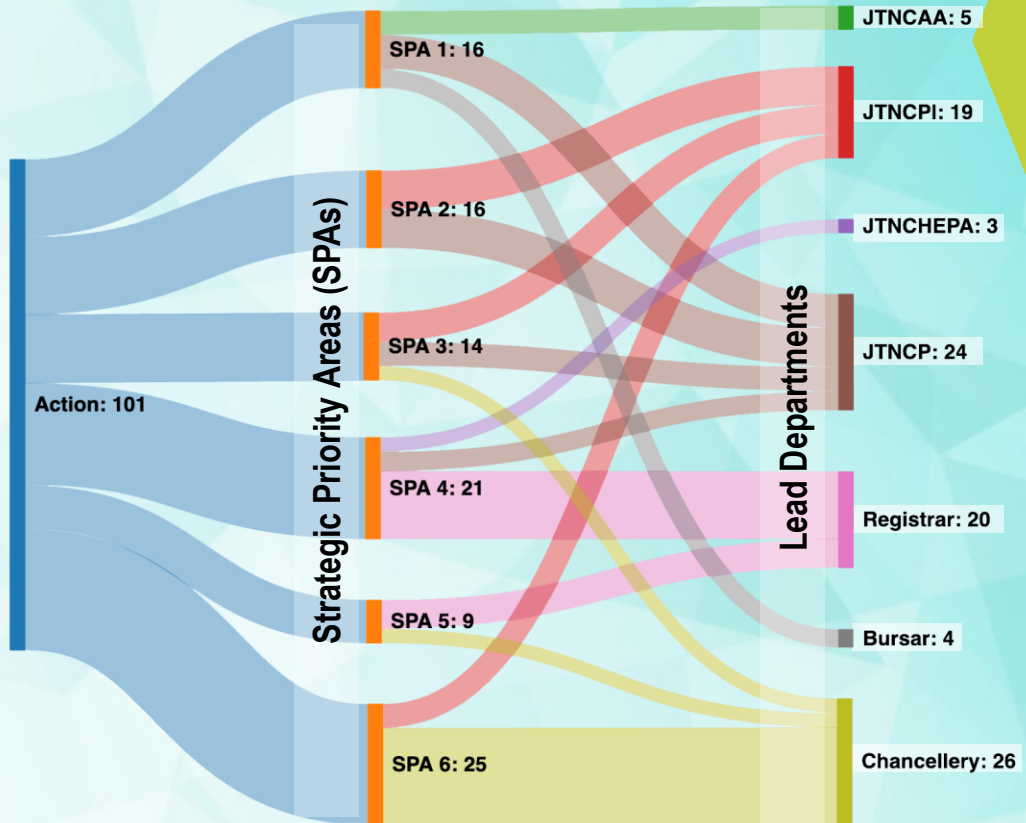 Action: 101
Strategic Priority Areas (SPAs)
SPA 1: 16
SPA 2: 16
SPA 3: 14
SPA 4: 21
SPA 5: 9
SPA 6: 25
Lead Departments
JTNCAA: 5
JTNCPI: 19
JTNCHEPA: 3
JTNCP: 24
Registrar: 20
Bursar: 4
Chancellery: 26